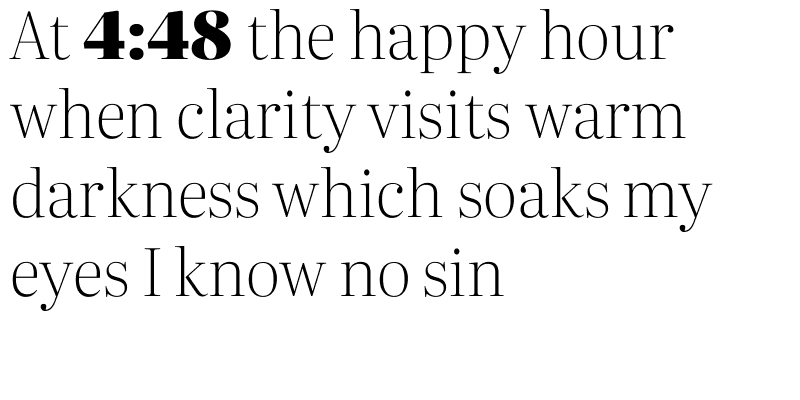 At 4:48 the happy hour
when clarity visits warm
darkness which soaks my
eyes I know no sin